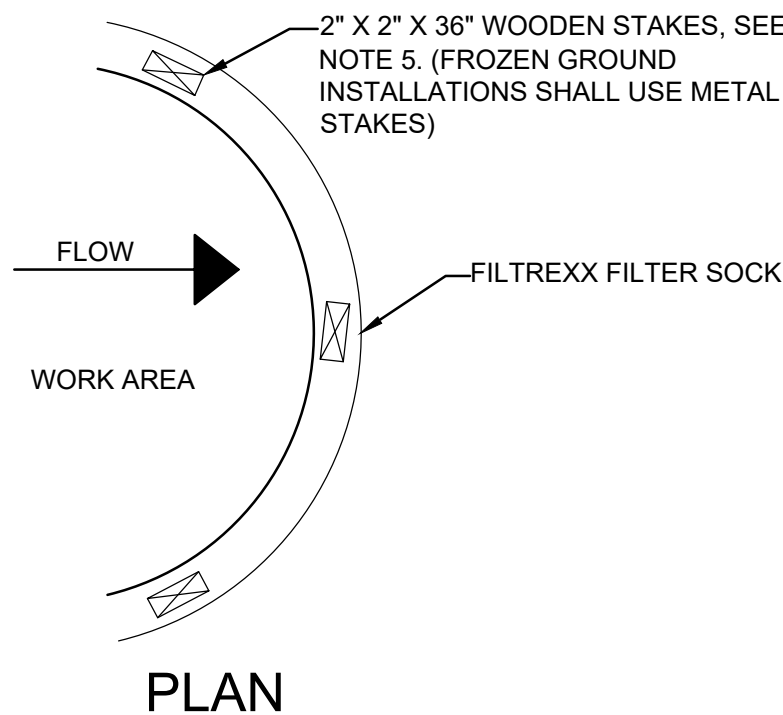 2" X 2" X 36" WOODEN STAKES, SEE
NOTE 5. (FROZEN GROUND
INSTALLATIONS SHALL USE METAL
STAKES)
FLOW
FILTREXX FILTER SOCK
WORK AREA
PLAN